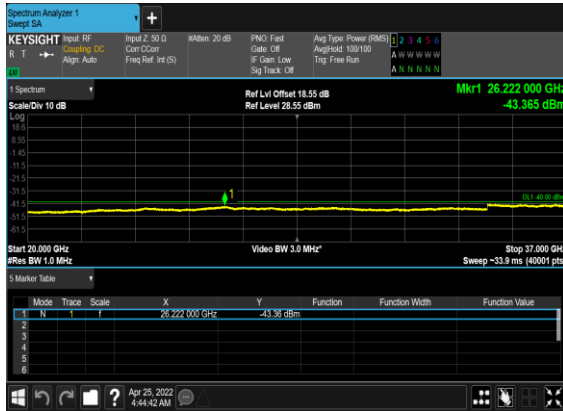 Spectrum Analyzer 1
Swept SA
+
KEYSIGHT Input: RF Input Z: 50 Ω #Atten: 20 dB PNO: Fast Avg Type: Power (RMS) 1 2 3 4 5 6
R T Coupling: DC Corr CCorr Gate: Off Avg|Hold: 100/100 A W W W W W
Align: Auto Freq Ref: Int (S) IF Gain: Low Trig: Free Run
Sig Track: Off A N N N N N
1 Spectrum
Ref Lvl Offset 18.55 dB Mkr1 26.222 000 GHz
Scale/Div 10 dB Ref Level 28.55 dBm -43.365 dBm
Log
18.6
8.55
-1.45
-11.5
-21.5
-31.5
1
DL1 -40.00 dBm
-41.5
-51.5
-61.5
Start 20.000 GHz Video BW 3.0 MHz* Stop 37.000 GHz
#Res BW 1.0 MHz Sweep ~33.9 ms (40001 pts)
5 Marker Table
Mode Trace Scale X Y Function Function Width Function Value
1 N 1 f 26.222 000 GHz -43.36 dBm
2
3
4
5
6
? Apr 25, 2022
4:44:42 AM